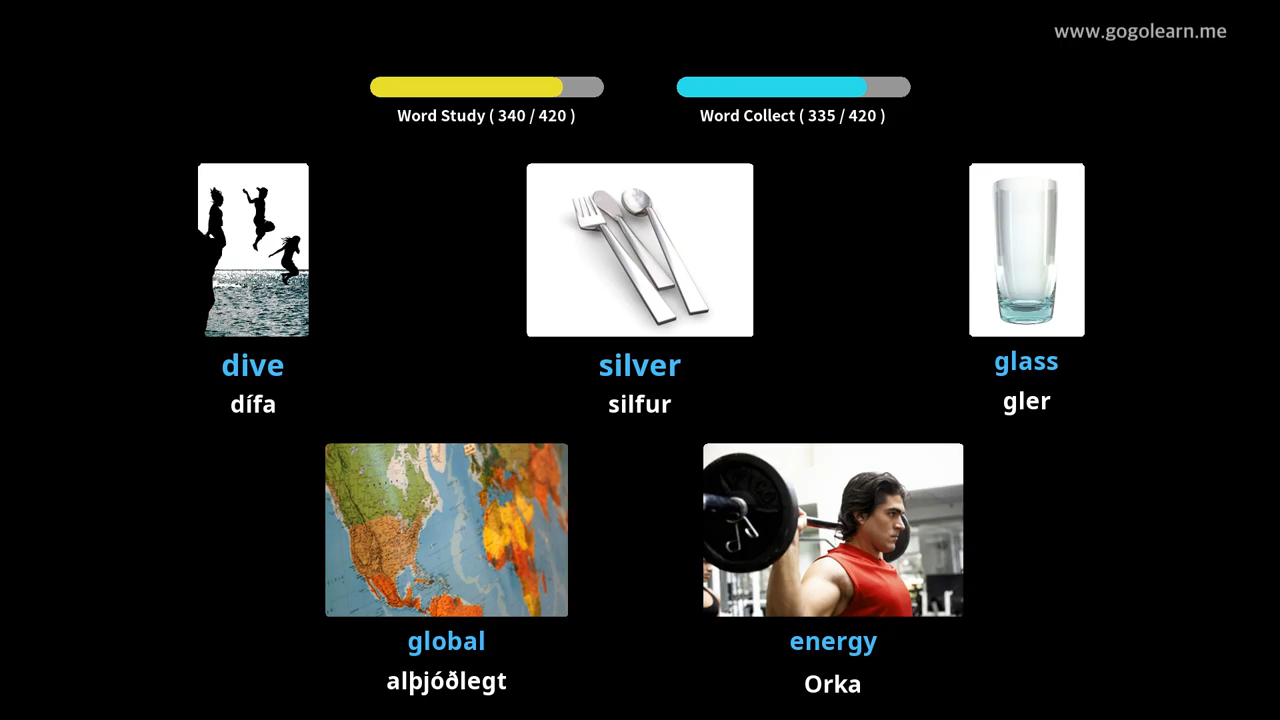 www.gogolearn.me
Word Study ( 340 / 420 )
Word Collect ( 335 / 420 )
dive
dífa
silver
silfur
glass
gler
global
alþjóðlegt
energy
Orka